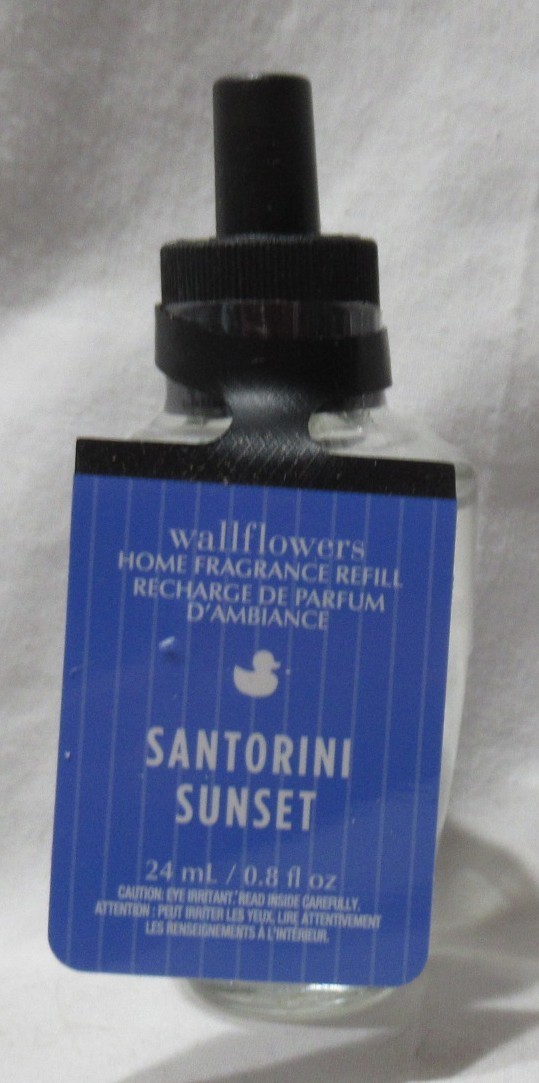 wallflowers
HOME FRAGRANCE REFILL
RECHARGE DE PARFUM
D'AMBIANCE
SANTORINI
SUNSET
24 mL / 0.8 fl oz
CAUTION: EYE IRRITANT, READ INSIDE CAREFULLY.
ATTENTION : PEUT IRRITER LES YEUX, LIRE ATTENTIVEMENT
LES RENSEIGNEMENTS À L'INTÉRIEUR.